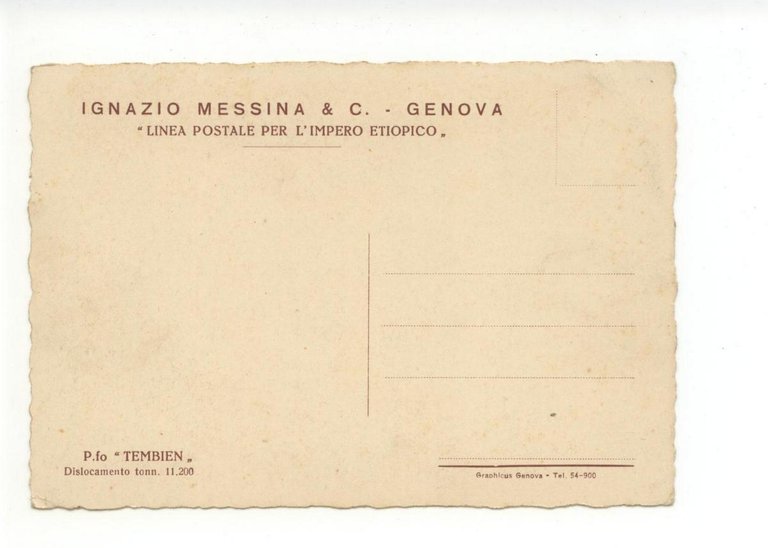 IGNAZIO MESSINA & C. - GENOVA
“ LINEA POSTALE PER L'IMPERO ETIOPICO „
P.fo “ TEMBIEN „
Dislocamento tonn. 11.200
Graphicus Genova - Tel. 54-900